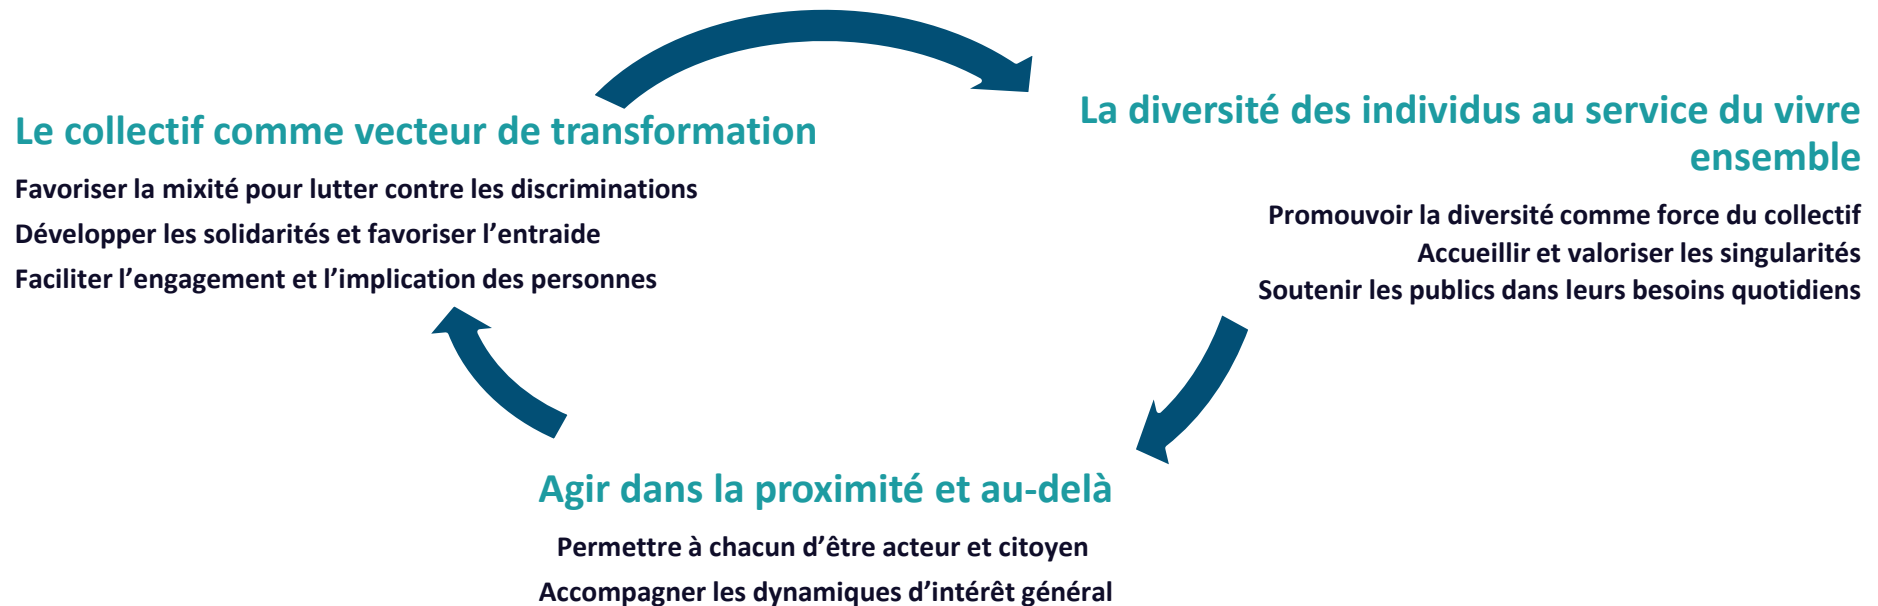 Le collectif comme vecteur de transformation
Favoriser la mixité pour lutter contre les discriminations
Développer les solidarités et favoriser l’entraide
Faciliter l’engagement et l’implication des personnes
La diversité des individus au service du vivre
ensemble
Promouvoir la diversité comme force du collectif
Accueillir et valoriser les singularités
Soutenir les publics dans leurs besoins quotidiens
Agir dans la proximité et au-delà
Permettre à chacun d’être acteur et citoyen
Accompagner les dynamiques d’intérêt général